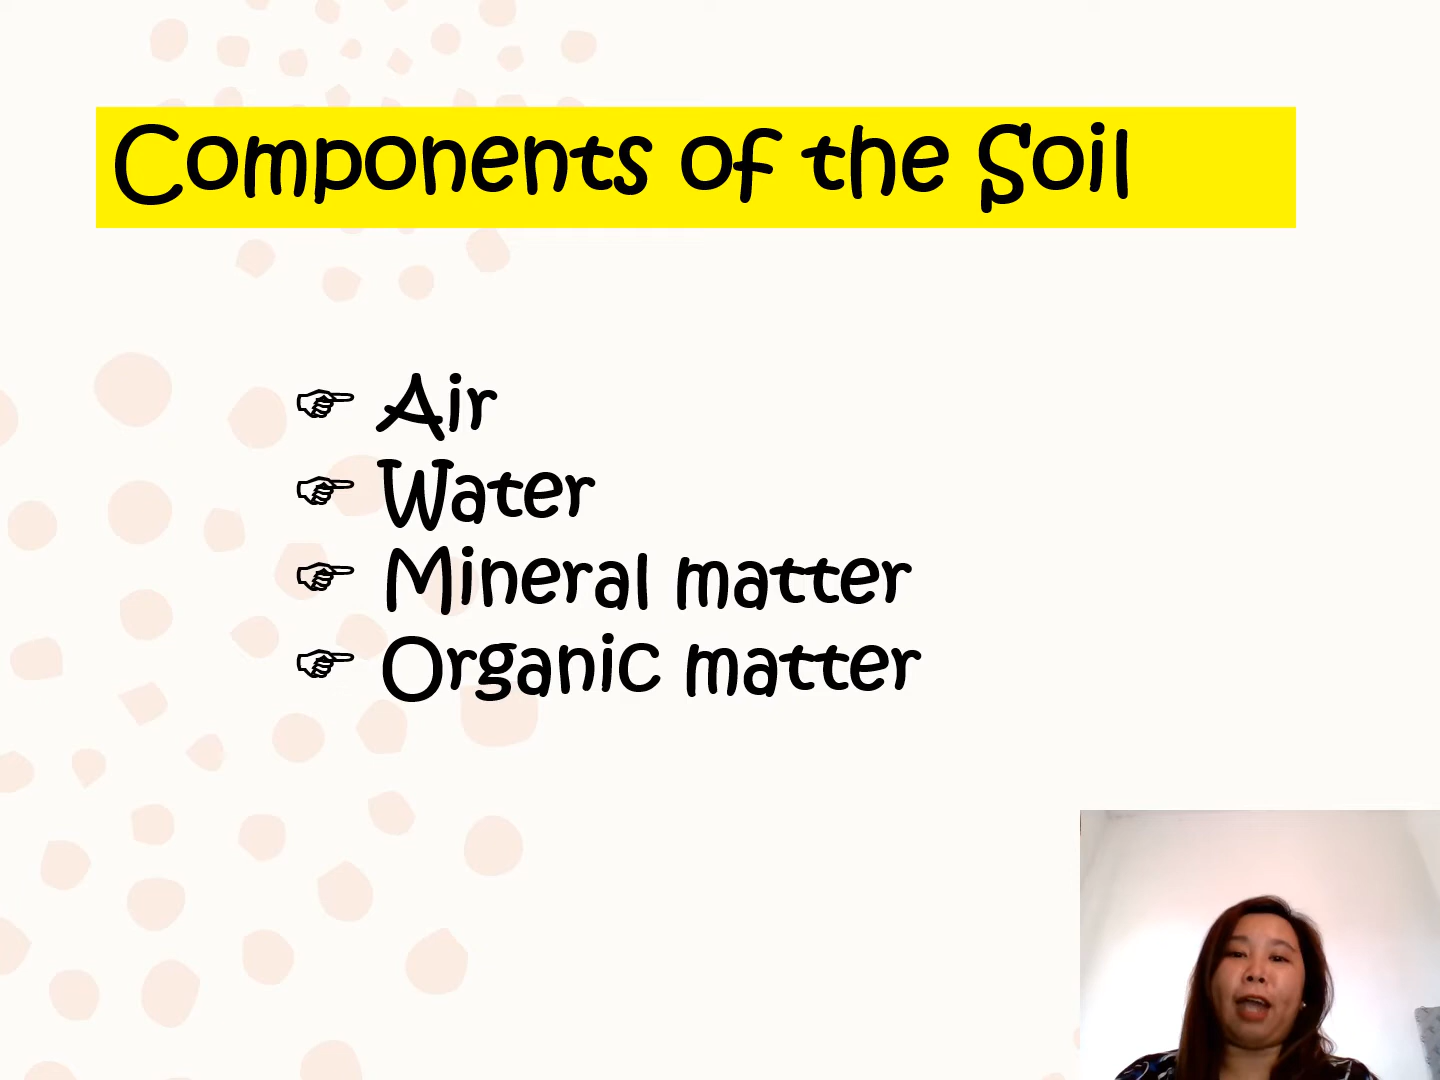 Components of the Soil
☞ Air
☞ Water
☞ Mineral matter
☞ Organic matter